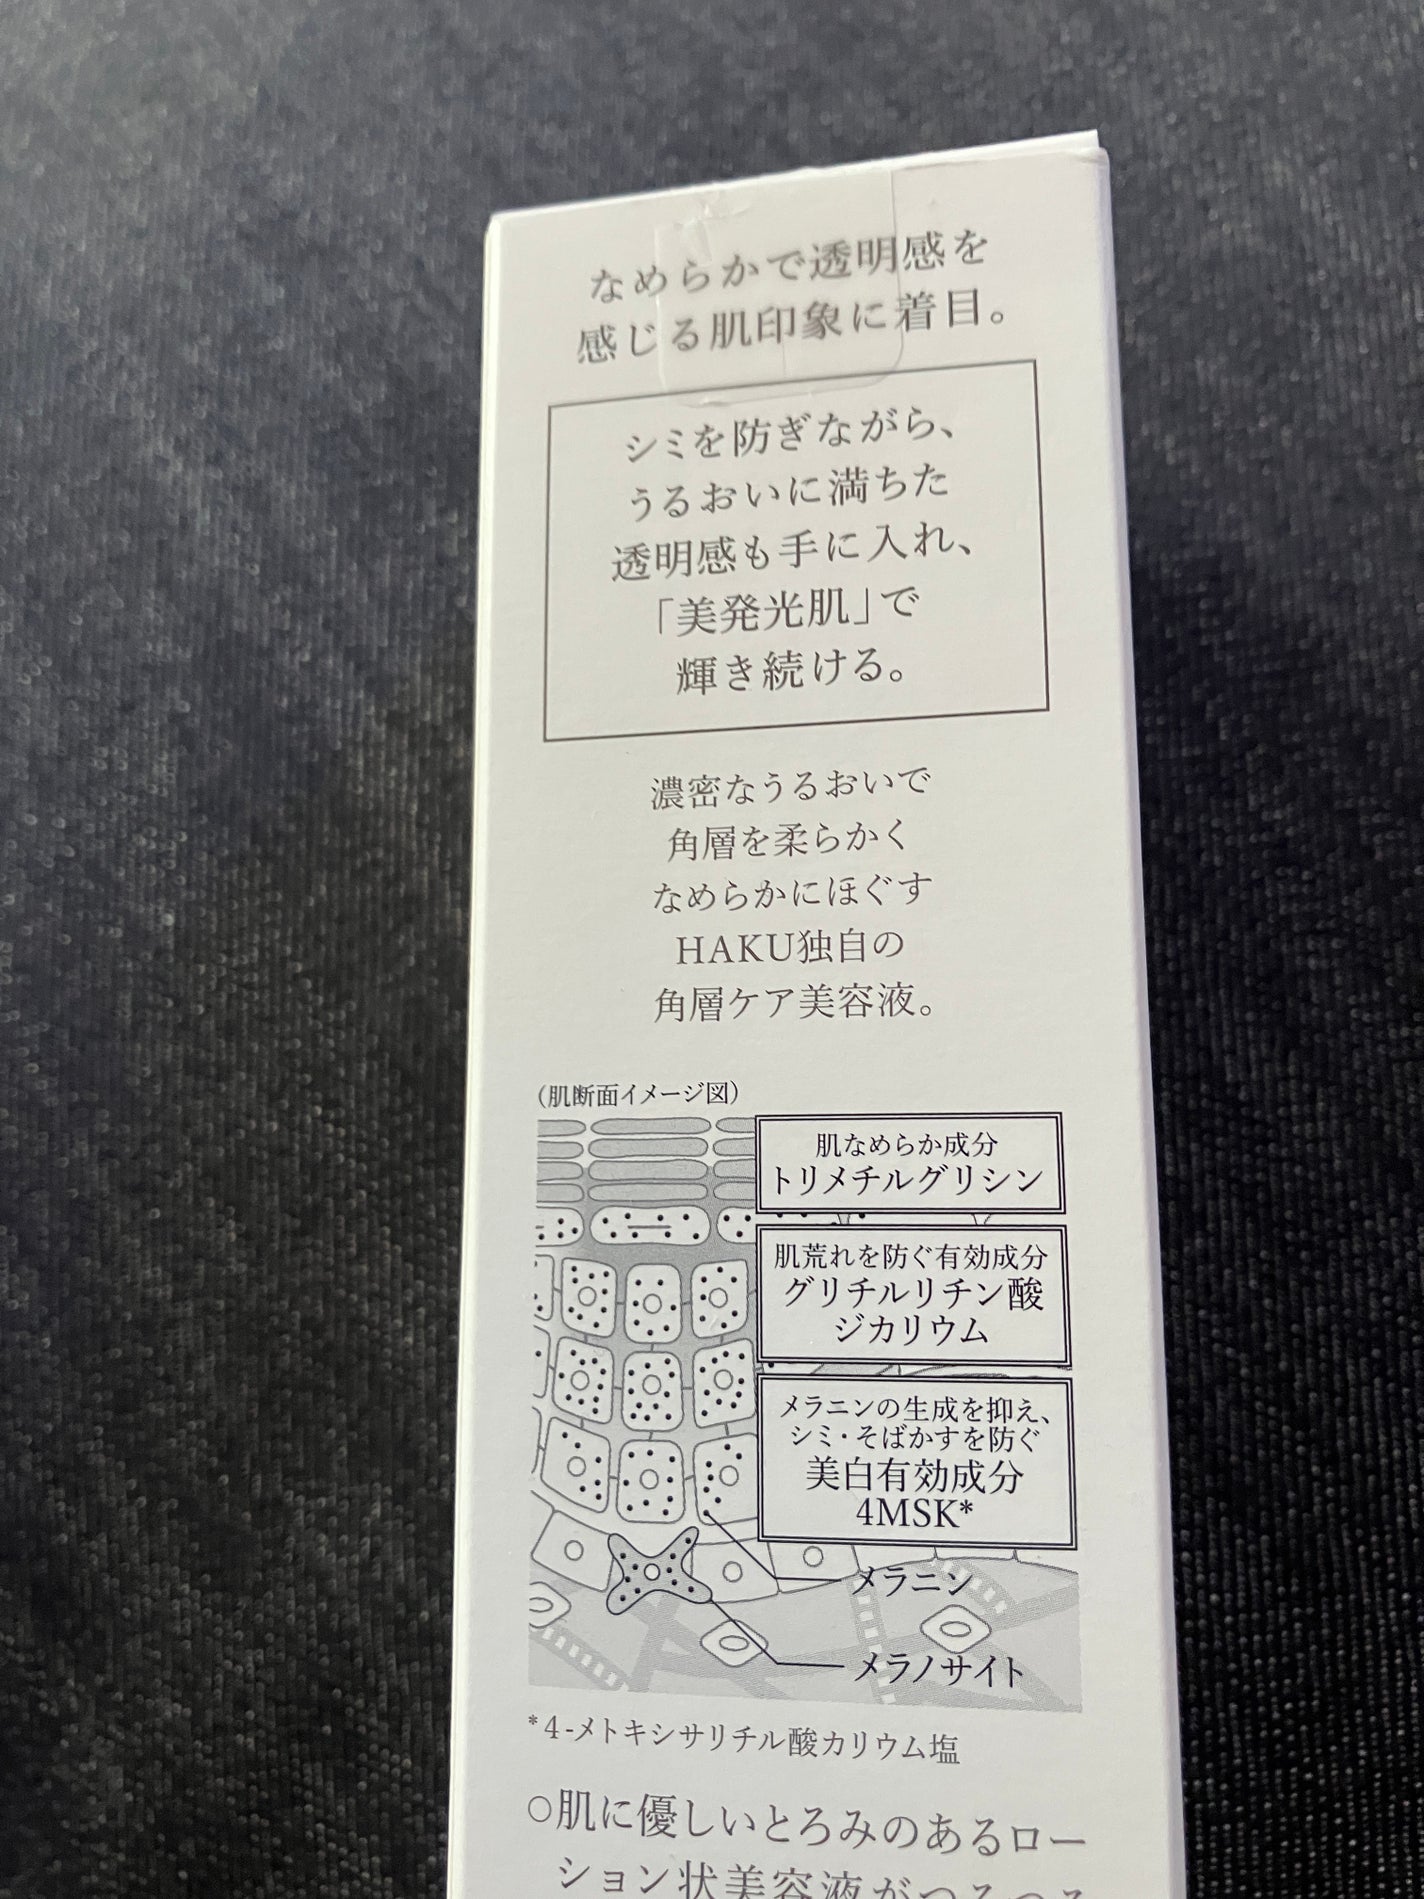 なめらかで透明感を
感じる肌印象に着目。
シミを防ぎながら、
うるおいに満ちた
透明感も手に入れ、
「美発光肌」で
輝き続ける。
濃密なうるおいで
角層を柔らかく
なめらかにほぐす
HAKU独自の
角層ケア美容液。
(肌断面イメージ図)
肌なめらか成分
トリメチルグリシン
肌荒れを防ぐ有効成分
グリチルリチン酸
ジカリウム
メラニンの生成を抑え、
シミ・そばかすを防ぐ
美白有効成分
4MSK*
メラニン
メラノサイト
*4-メトキシサリチル酸カリウム塩
○肌に優しいとろみのあるロー
ション状美容液が